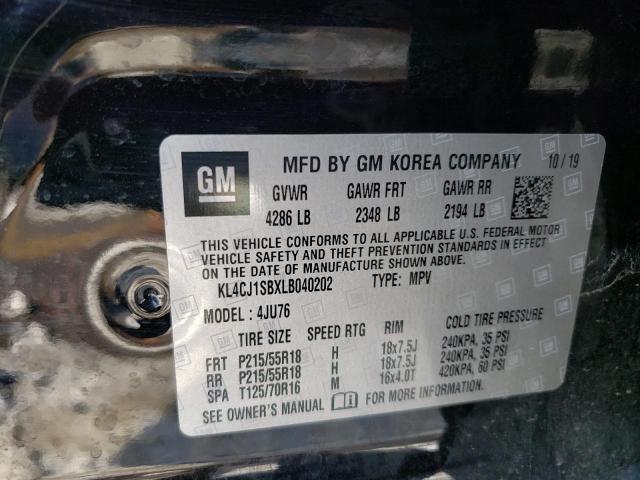 GM
MFD BY GM KOREA COMPANY 10/19
GVWR GAWR FRT GAWR RR
4286 LB 2348 LB 2194 LB
THIS VEHICLE CONFORMS TO ALL APPLICABLE U.S. FEDERAL MOTOR
VEHICLE SAFETY AND THEFT PREVENTION STANDARDS IN EFFECT
ON THE DATE OF MANUFACTURE SHOWN ABOVE.
KL4CJ1SBXLB040202 TYPE: MPV
MODEL: 4JU76
TIRE SIZE SPEED RTG RIM COLD TIRE PRESSURE
FRT P215/55R18 H 18x7.5J 240KPA, 35 PSI
RR P215/55R18 H 18x7.5J 240KPA, 35 PSI
SPA T125/70R16 M 16x4.0T 420KPA, 60 PSI
SEE OWNER'S MANUAL FOR MORE INFORMATION.